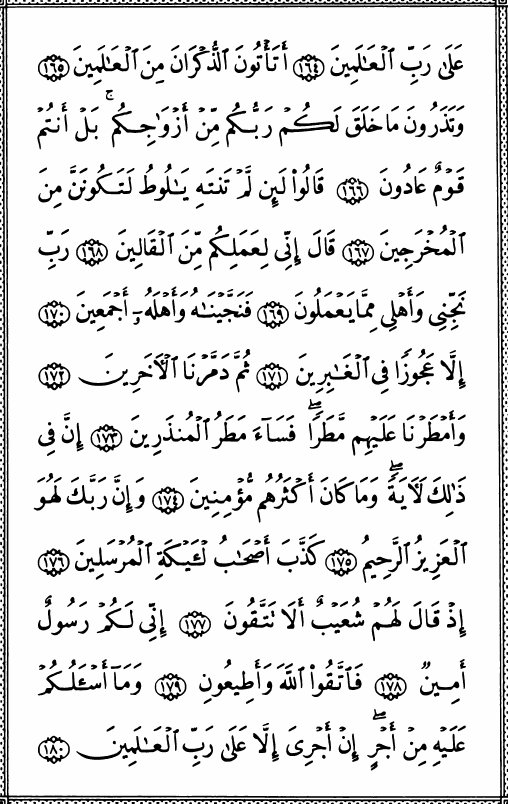 عَلَىٰ رَبِّ ٱلْعَـٰلَمِينَ ١٦٤ أَتَأْتُونَ ٱلذُّكْرَانَ مِنَ ٱلْعَـٰلَمِينَ ١٦٥
وَتَذَرُونَ مَا خَلَقَ لَكُمْ رَبُّكُم مِّنْ أَزْوَٰجِكُم ۚ بَلْ أَنتُمْ
قَوْمٌ عَادُونَ ١٦٦ قَالُوا۟ لَئِن لَّمْ تَنتَهِ يَـٰلُوطُ لَتَكُونَنَّ مِنَ
ٱلْمُخْرَجِينَ ١٦٧ قَالَ إِنِّى لِعَمَلِكُم مِّنَ ٱلْقَالِينَ ١٦٨ رَبِّ
نَجِّنِى وَأَهْلِى مِمَّا يَعْمَلُونَ ١٦٩ فَنَجَّيْنَـٰهُ وَأَهْلَهُۥٓ أَجْمَعِينَ ١٧٠
إِلَّا عَجُوزًا فِى ٱلْغَـٰبِرِينَ ١٧١ ثُمَّ دَمَّرْنَا ٱلْـَٔاخَرِينَ ١٧٢
وَأَمْطَرْنَا عَلَيْهِم مَّطَرًا ۖ فَسَآءَ مَطَرُ ٱلْمُنذَرِينَ ١٧٣ إِنَّ فِى
ذَٰلِكَ لَـَٔايَةً ۖ وَمَا كَانَ أَكْثَرُهُم مُّؤْمِنِينَ ١٧٤ وَإِنَّ رَبَّكَ لَهُوَ
ٱلْعَزِيزُ ٱلرَّحِيمُ ١٧٥ كَذَّبَ أَصْحَـٰبُ لْـَٔيْكَةِ ٱلْمُرْسَلِينَ ١٧٦
إِذْ قَالَ لَهُمْ شُعَيْبٌ أَلَا تَتَّقُونَ ١٧٧ إِنِّى لَكُمْ رَسُولٌ
أَمِينٌ ١٧٨ فَٱتَّقُوا۟ ٱللَّهَ وَأَطِيعُونِ ١٧٩ وَمَآ أَسْـَٔلُكُمْ
عَلَيْهِ مِنْ أَجْرٍ ۖ إِنْ أَجْرِىَ إِلَّا عَلَىٰ رَبِّ ٱلْعَـٰلَمِينَ ١٨٠